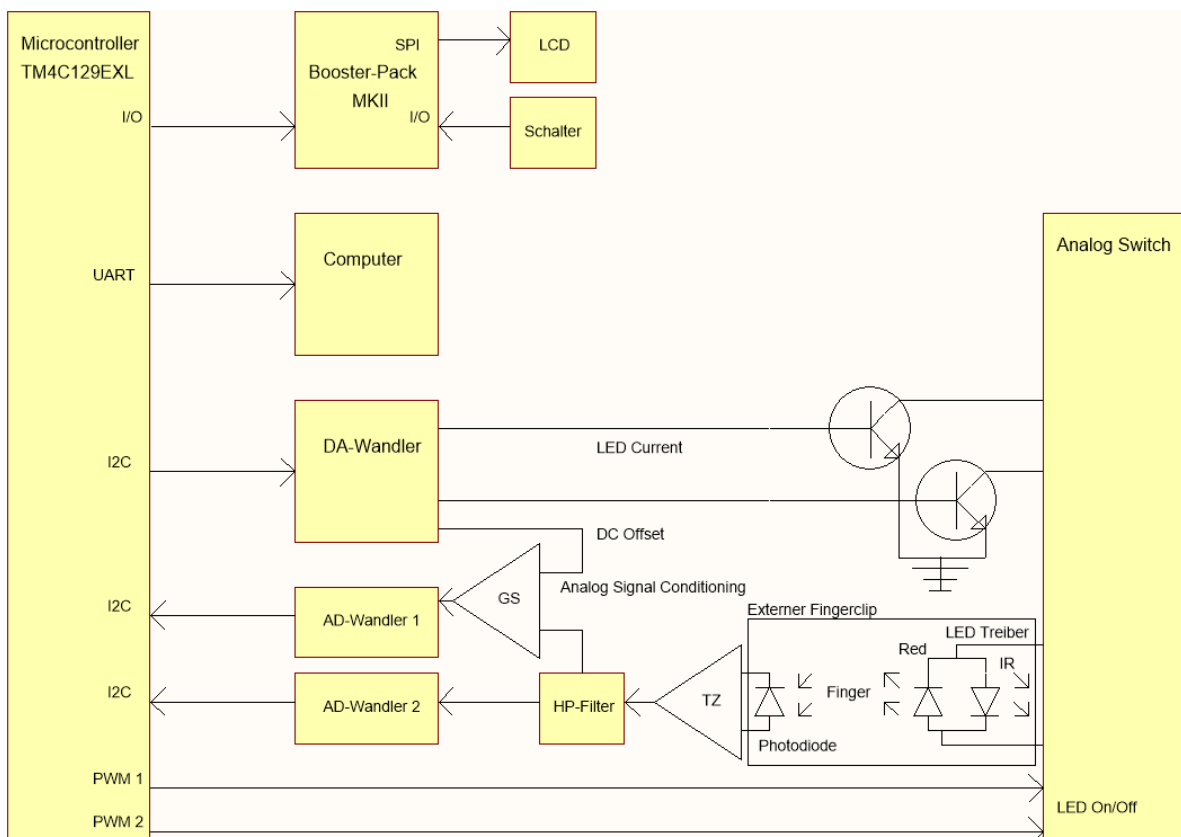 Microcontroller
TM4C129EXL
I/O
UART
I2C
I2C
I2C
PWM 1
PWM 2
SPI
Booster-Pack
MKII
I/O
LCD
Schalter
Computer
DA-Wandler
LED Current
DC Offset
GS
Analog Signal Conditioning
AD-Wandler 1
AD-Wandler 2
HP-Filter
TZ
Externer Fingerclip
LED Treiber
Red
IR
Finger
Photodiode
Analog Switch
LED On/Off